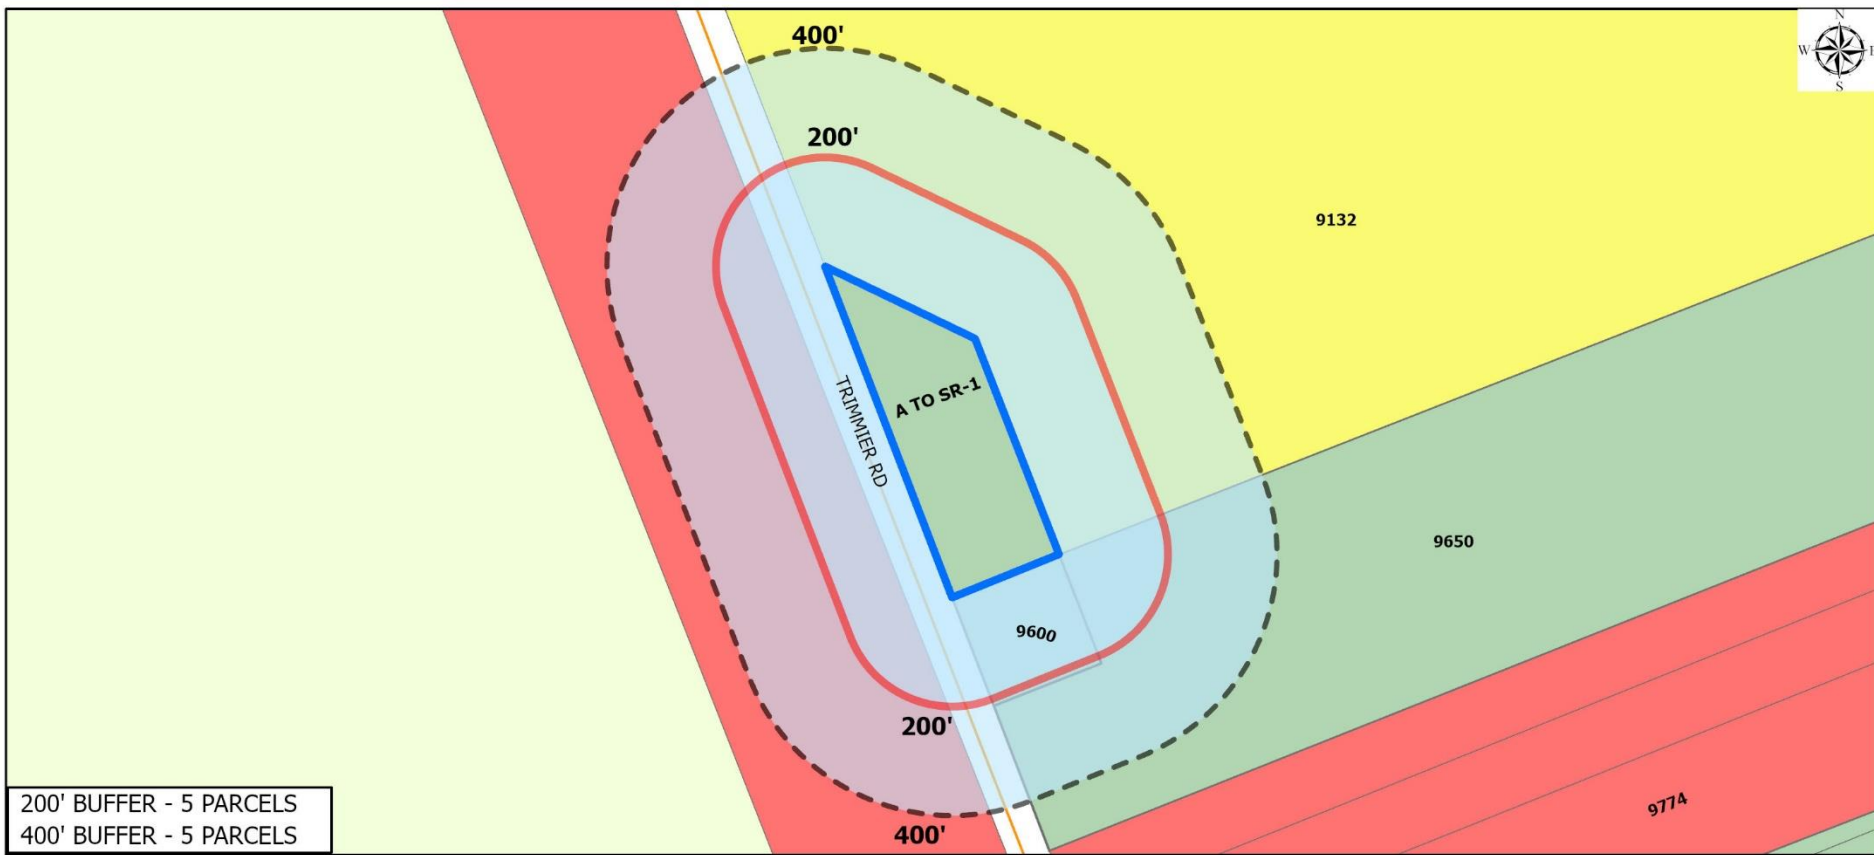 N
W
E
S
400'
200'
9132
A TO SR-1
TRIMMIER RD
9650
9600
200'
9774
200' BUFFER - 5 PARCELS
400' BUFFER - 5 PARCELS
400'